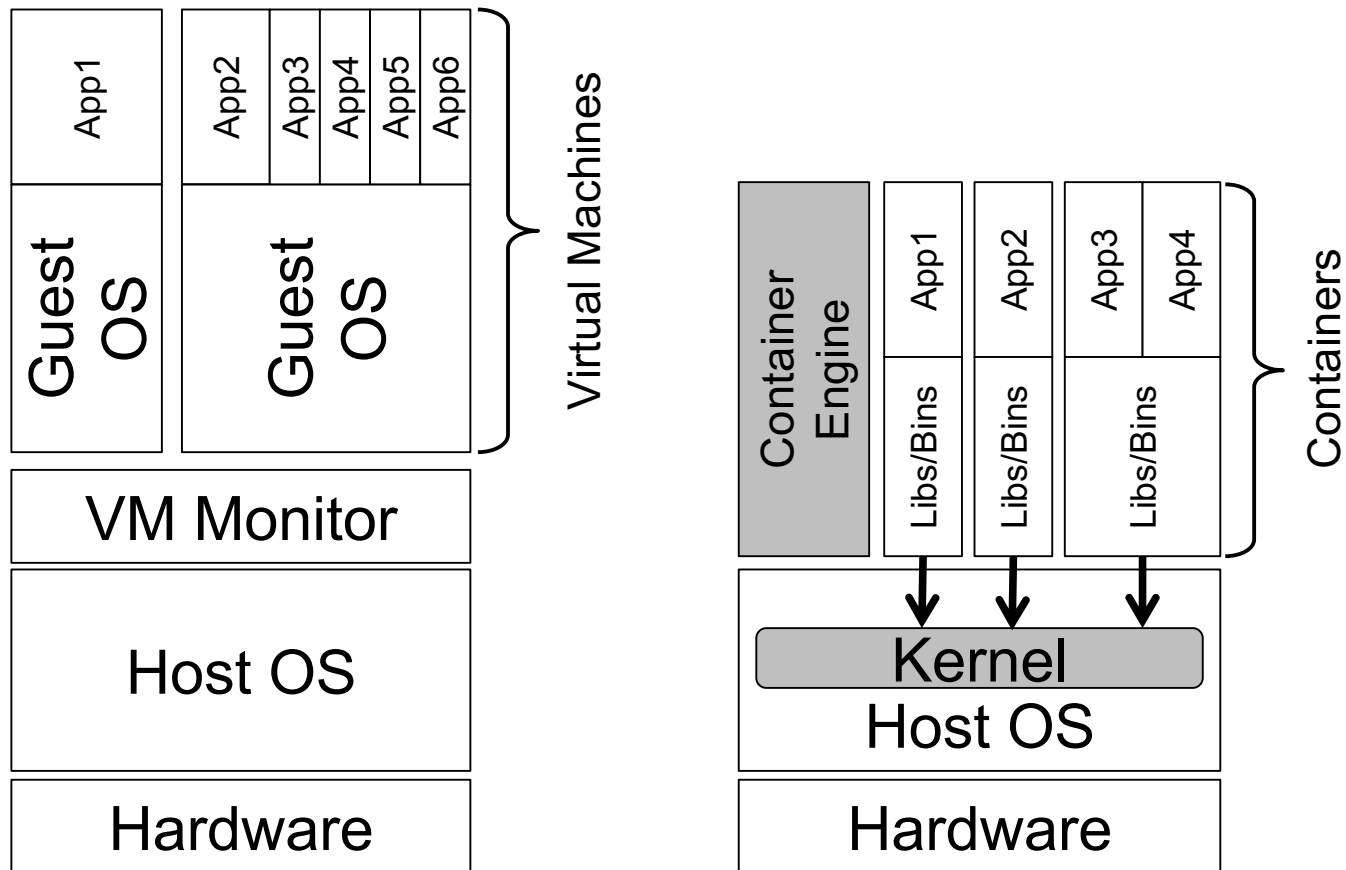 App1
App2
App3
App4
App5
App6
Guest
OS
Guest
OS
Virtual Machines
VM Monitor
Host OS
Hardware
Container
Engine
App1
App2
App3
App4
Libs/Bins
Libs/Bins
Libs/Bins
Containers
Kernel
Host OS
Hardware